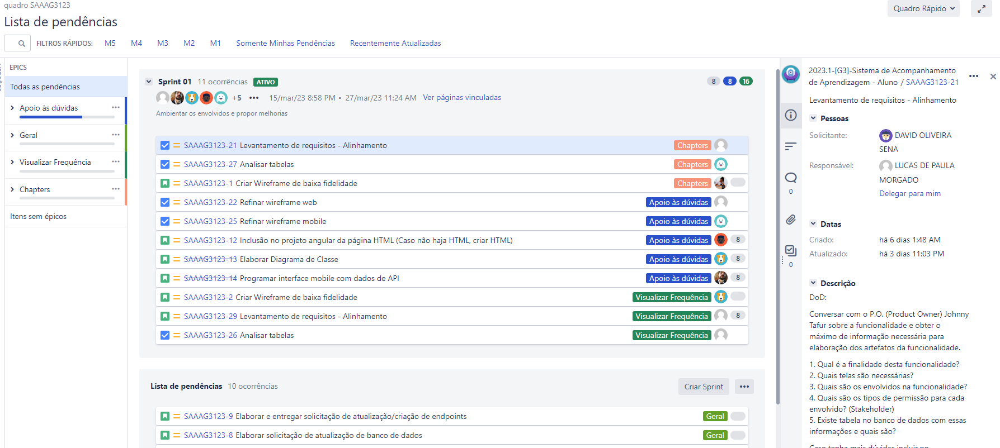 quadro SAAAG3123
Quadro Rápido
Lista de pendências
FILTROS RÁPIDOS: M5 M4 M3 M2 M1 Somente Minhas Pendências Recentemente Atualizadas
EPICS
Todas as pendências
Apoio às dúvidas
Geral
Visualizar Frequência
Chapters
Itens sem épicos
Sprint 01 11 ocorrências ATIVO 8 8 16
+5 15/mar/23 8:58 PM • 27/mar/23 11:24 AM Ver páginas vinculadas
Ambientar os envolvidos e propor melhorias
SAAAG3123-21 Levantamento de requisitos - Alinhamento Chapters
SAAAG3123-27 Analisar tabelas Chapters
SAAAG3123-1 Criar Wireframe de baixa fidelidade Chapters
SAAAG3123-22 Refinar wireframe web Apoio às dúvidas
SAAAG3123-25 Refinar wireframe mobile Apoio às dúvidas
SAAAG3123-12 Inclusão no projeto angular da página HTML (Caso não haja HTML, criar HTML) Apoio às dúvidas 8
SAAAG3123-13 Elaborar Diagrama de Classe Apoio às dúvidas 8
SAAAG3123-14 Programar interface mobile com dados de API Apoio às dúvidas 8
SAAAG3123-2 Criar Wireframe de baixa fidelidade Visualizar Frequência
SAAAG3123-29 Levantamento de requisitos - Alinhamento Visualizar Frequência 8
SAAAG3123-26 Analisar tabelas Visualizar Frequência
Lista de pendências 10 ocorrências Criar Sprint
SAAAG3123-9 Elaborar e entregar solicitação de atualização/criação de endpoints Geral
SAAAG3123-8 Elaborar solicitação de atualização de banco de dados Geral
0
0
2023.1-[G3]-Sistema de Acompanhamento
de Aprendizagem - Aluno / SAAAG3123-21
Levantamento de requisitos - Alinhamento
Pessoas
Solicitante: DAVID OLIVEIRA
SENA
Responsável: LUCAS DE PAULA
MORGADO
Delegar para mim
Datas
Criado: há 6 dias 1:48 AM
Atualizado: há 3 dias 11:03 PM
Descrição
DoD:
Conversar com o P.O. (Product Owner) Johnny
Tafur sobre a funcionalidade e obter o
máximo de informação necessária para
elaboração dos artefatos da funcionalidade.
1. Qual é a finalidade desta funcionalidade?
2. Quais telas são necessárias?
3. Quais são os envolvidos na funcionalidade?
4. Quais são os tipos de permissão para cada
envolvido? (Stakeholder)
5. Existe tabela no banco de dados com essas
informações e quais são?
Caso tenha mais dúvidas incluir no